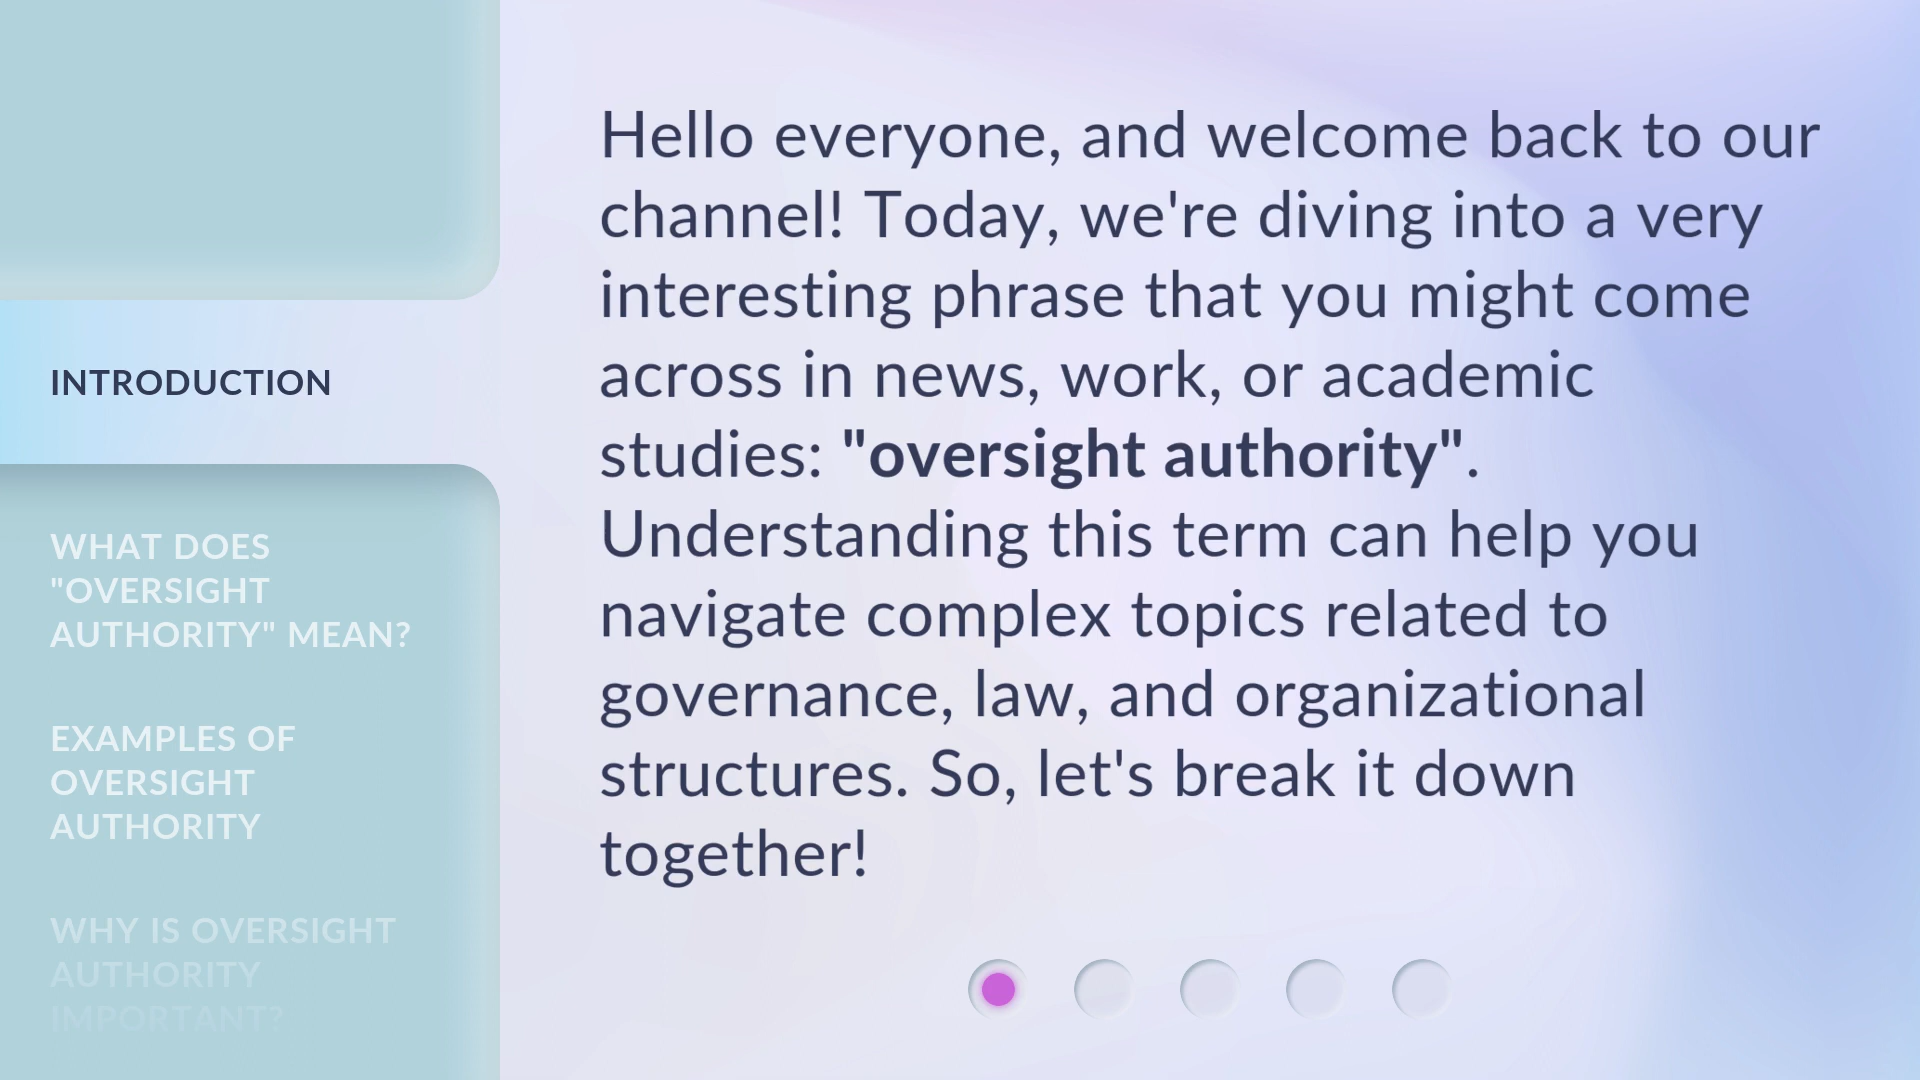 INTRODUCTION
WHAT DOES
"OVERSIGHT
AUTHORITY" MEAN?
EXAMPLES OF
OVERSIGHT
AUTHORITY
WHY IS OVERSIGHT
AUTHORITY
IMPORTANT?
Hello everyone, and welcome back to our
channel! Today, we're diving into a very
interesting phrase that you might come
across in news, work, or academic
studies: "oversight authority".
Understanding this term can help you
navigate complex topics related to
governance, law, and organizational
structures. So, let's break it down
together!